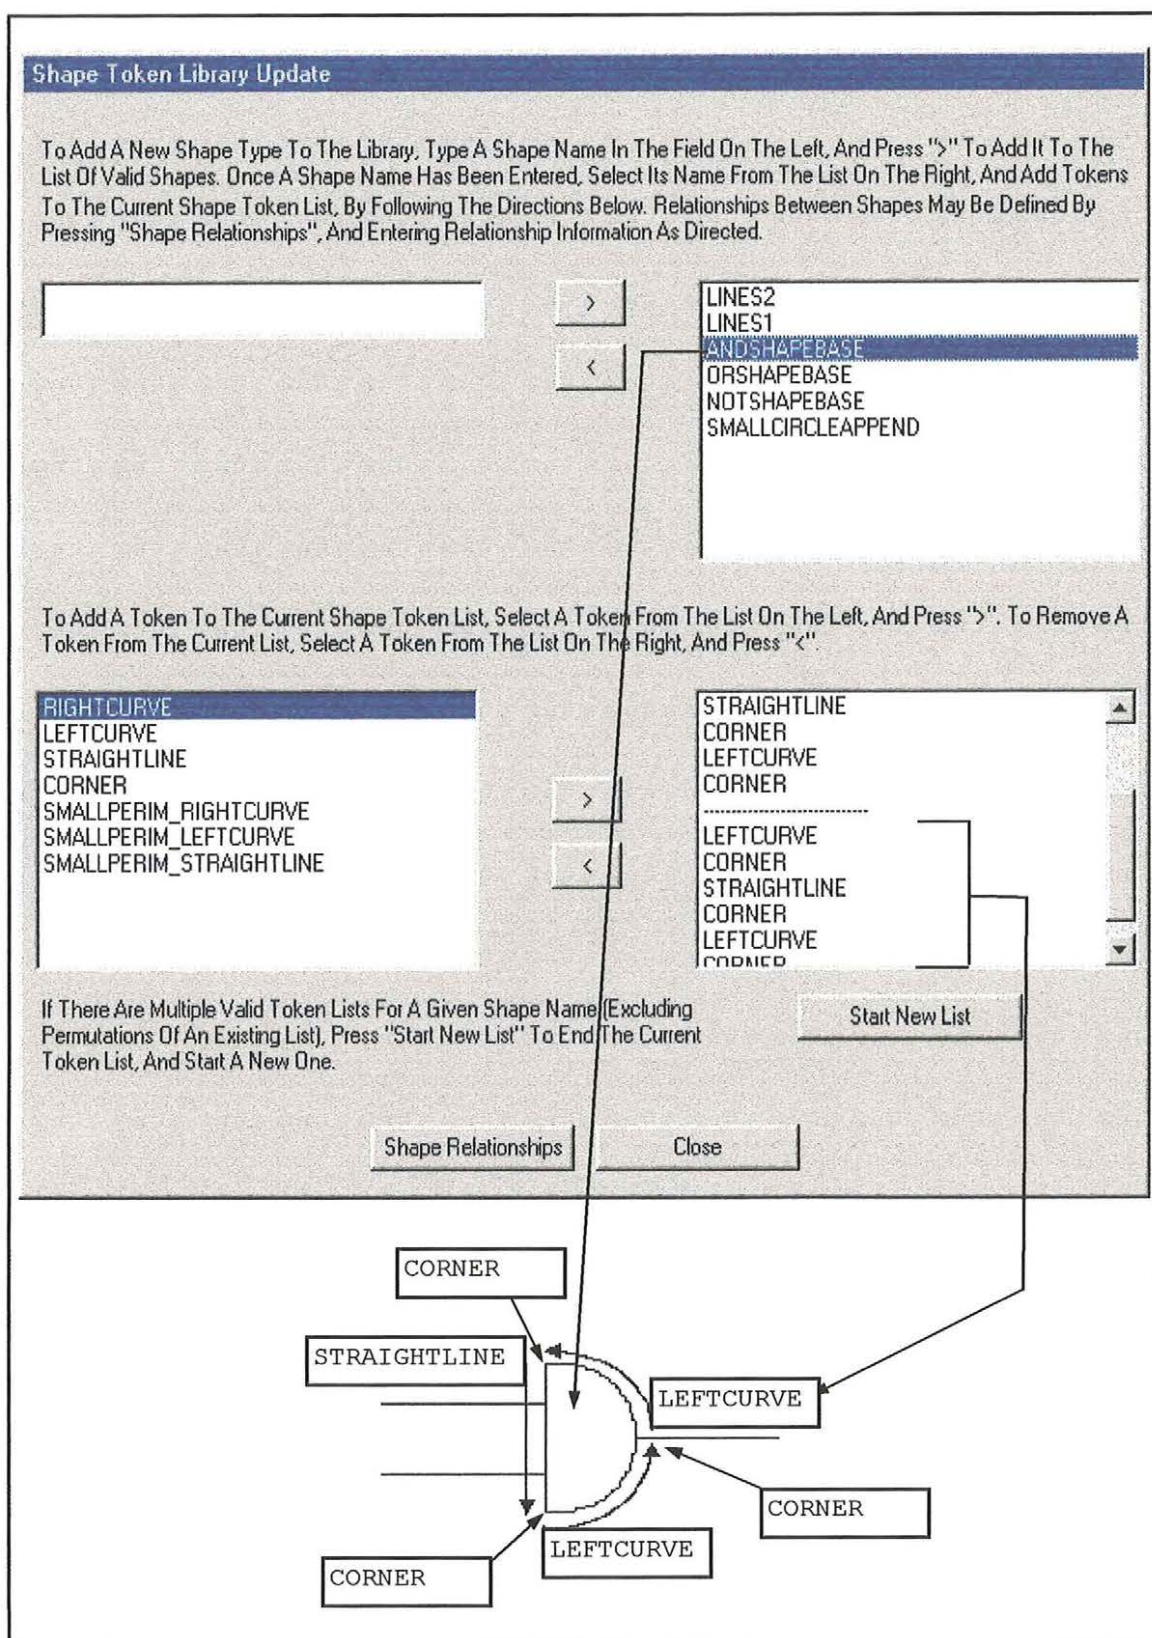 Shape Token Library Update
To Add A New Shape Type To The Library, Type A Shape Name In The Field On The Left, And Press ">" To Add It To The
List Of Valid Shapes. Once A Shape Name Has Been Entered, Select Its Name From The List On The Right, And Add Tokens
To The Current Shape Token List, By Following The Directions Below. Relationships Between Shapes May Be Defined By
Pressing "Shape Relationships", And Entering Relationship Information As Directed.
>
<
LINES2
LINES1
ANDSHAPEBASE
ORSHAPEBASE
NOTSHAPEBASE
SMALLCIRCLEAPPEND
To Add A Token To The Current Shape Token List, Select A Token From The List On The Left, And Press ">". To Remove A
Token From The Current List, Select A Token From The List On The Right, And Press "<".
RIGHTCURVE
LEFTCURVE
STRAIGHTLINE
CORNER
SMALLPERIM_RIGHTCURVE
SMALLPERIM_LEFTCURVE
SMALLPERIM_STRAIGHTLINE
>
<
STRAIGHTLINE
CORNER
LEFTCURVE
CORNER
------------------------------
LEFTCURVE
CORNER
STRAIGHTLINE
CORNER
LEFTCURVE
CORNER
If There Are Multiple Valid Token Lists For A Given Shape Name (Excluding
Permutations Of An Existing List), Press "Start New List" To End The Current
Token List, And Start A New One.
Start New List
Shape Relationships
Close
CORNER
STRAIGHTLINE
LEFTCURVE
CORNER
LEFTCURVE
CORNER